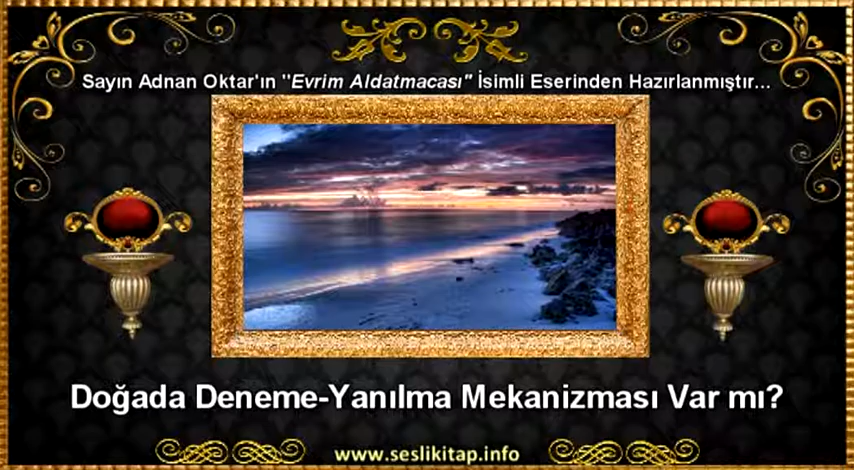 Sayın Adnan Oktar'ın "Evrim Aldatmacası" İsimli Eserinden Hazırlanmıştır...
Doğada Deneme-Yanılma Mekanizması Var mı?
www.seslikitap.info